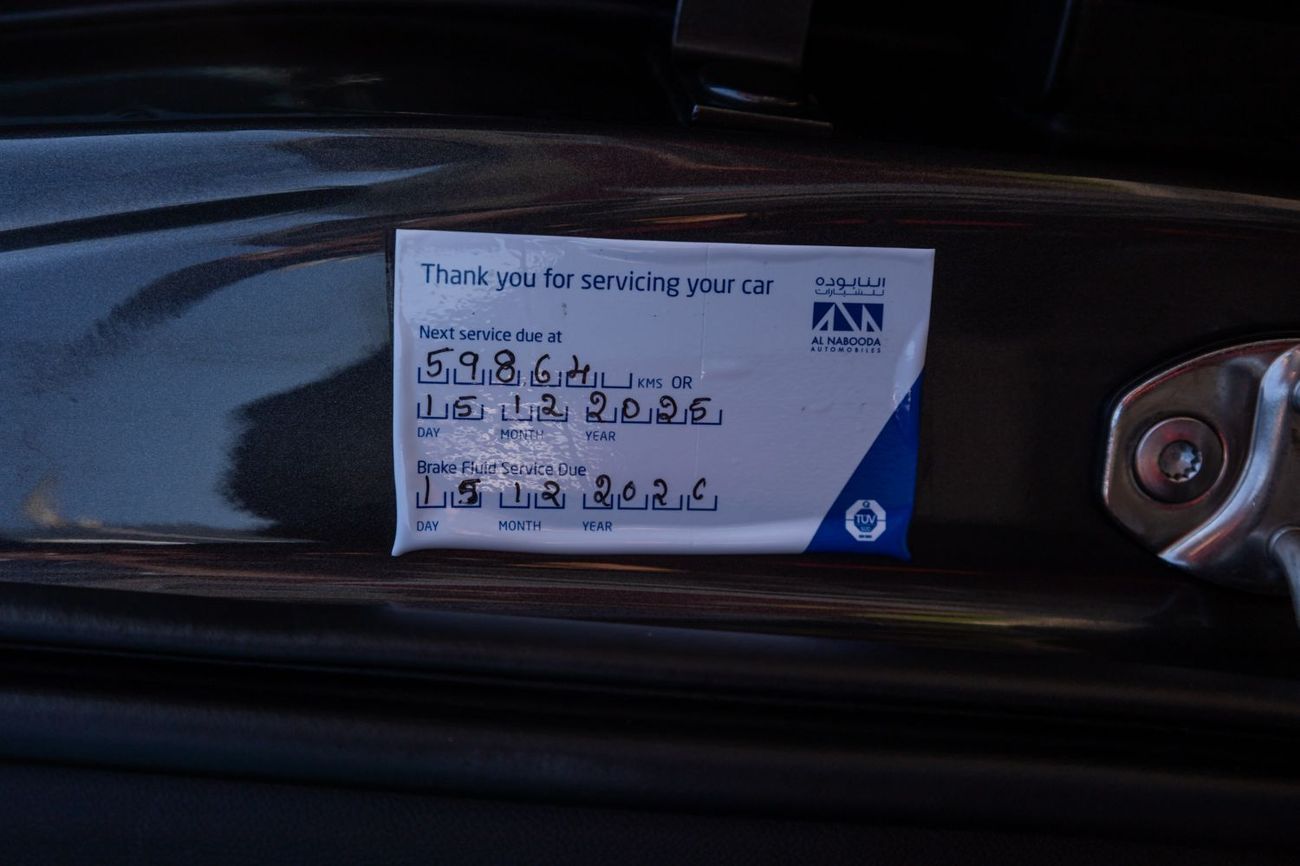 Thank you for servicing your car
النابوده
للسيارات
AL NABOODA
AUTOMOBILES
Next service due at
59864 KMS OR
15 12 2025
DAY MONTH YEAR
Brake Fluid Service Due
15 12 2026
DAY MONTH YEAR
TÜV